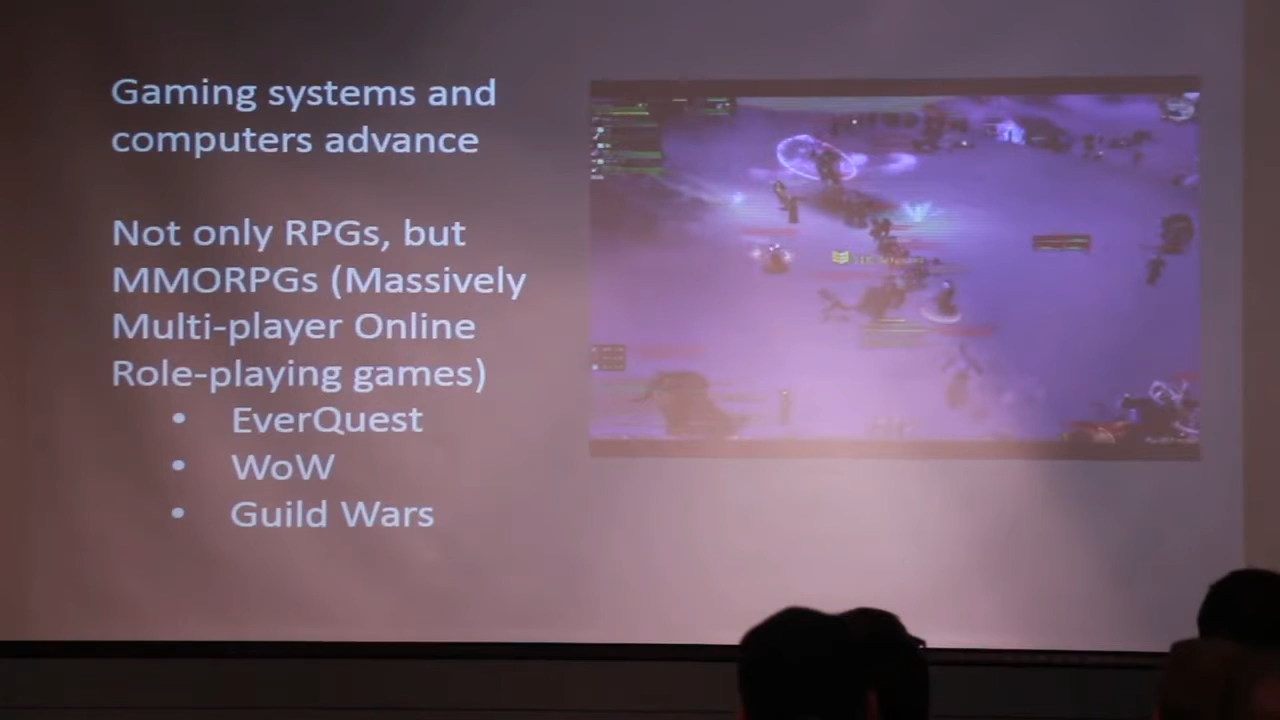 Gaming systems and
computers advance
Not only RPGs, but
MMORPGs (Massively
Multi-player Online
Role-playing games)
• EverQuest
• WoW
• Guild Wars